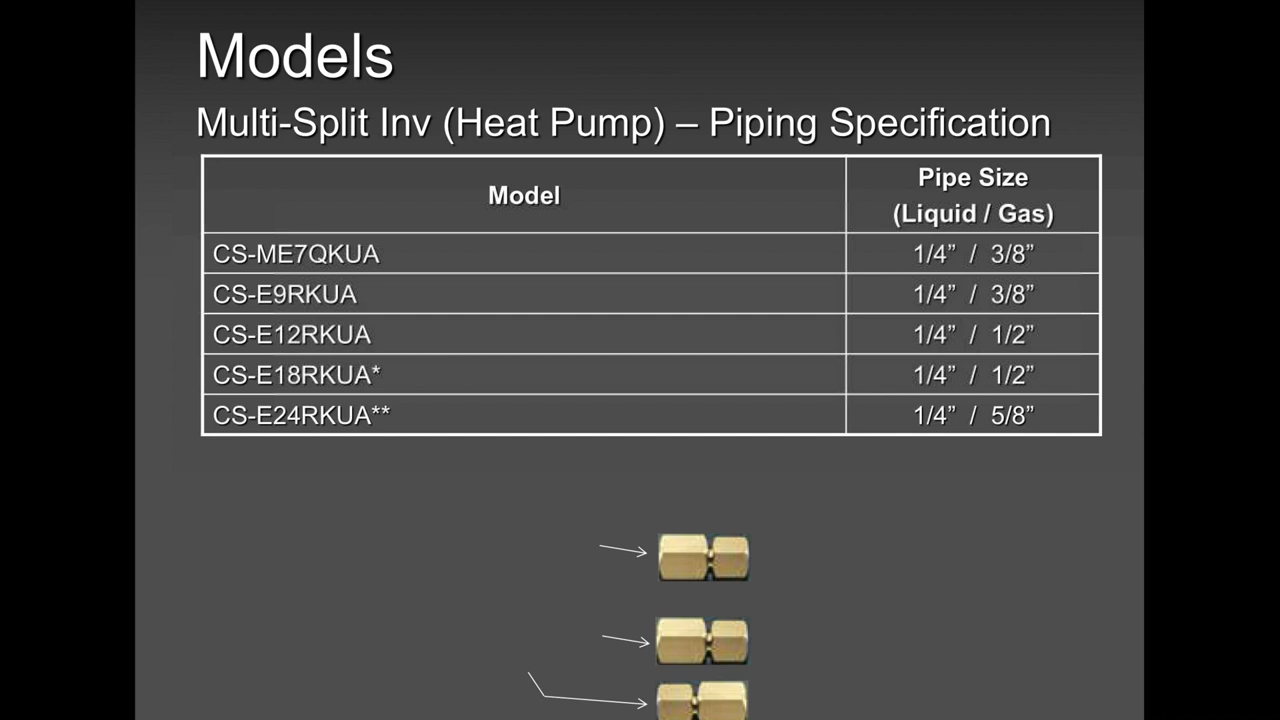 Models
Multi-Split Inv (Heat Pump) – Piping Specification
Model
Pipe Size
(Liquid / Gas)
CS-ME7QKUA 1/4” / 3/8”
CS-E9RKUA 1/4” / 3/8”
CS-E12RKUA 1/4” / 1/2”
CS-E18RKUA* 1/4” / 1/2”
CS-E24RKUA** 1/4” / 5/8”